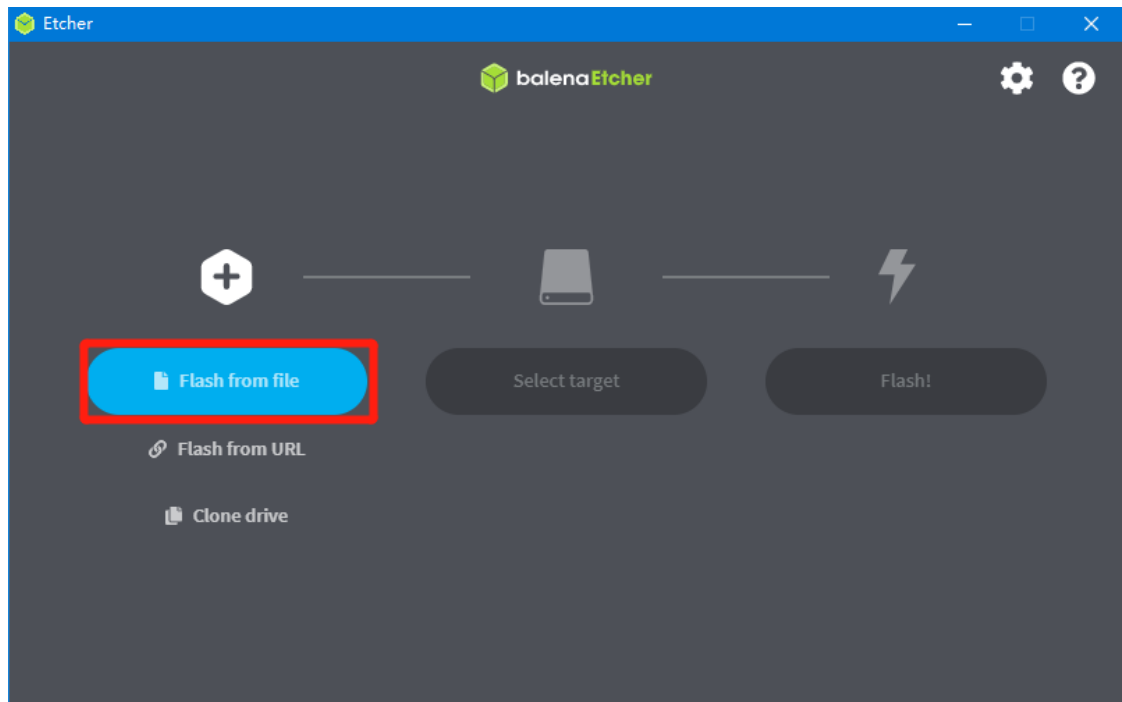 Etcher
balenaEtcher
Flash from file
Select target
Flash!
Flash from URL
Clone drive